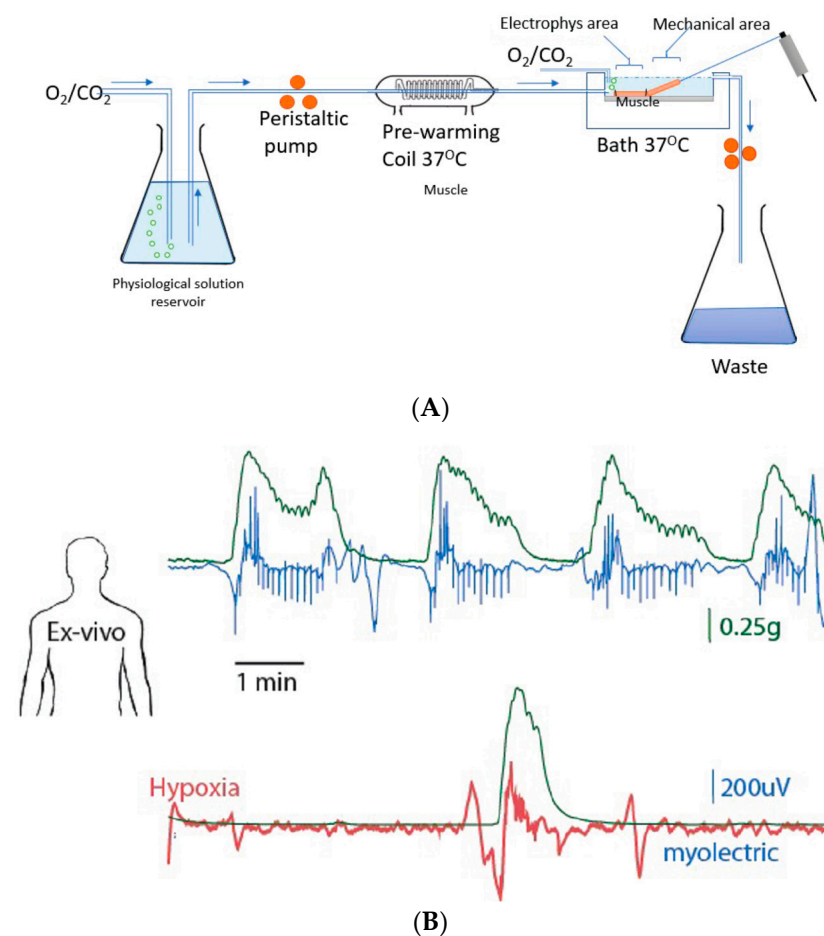 Electrophys area
Mechanical area
O2/CO2
O2/CO2
Muscle
Peristaltic
pump
Pre-warming
Coil 37OC
Muscle
Bath 37OC
Physiological solution
reservoir
Waste
(A)
Ex-vivo
0.25g
1 min
Hypoxia
200uV
myolectric
(B)